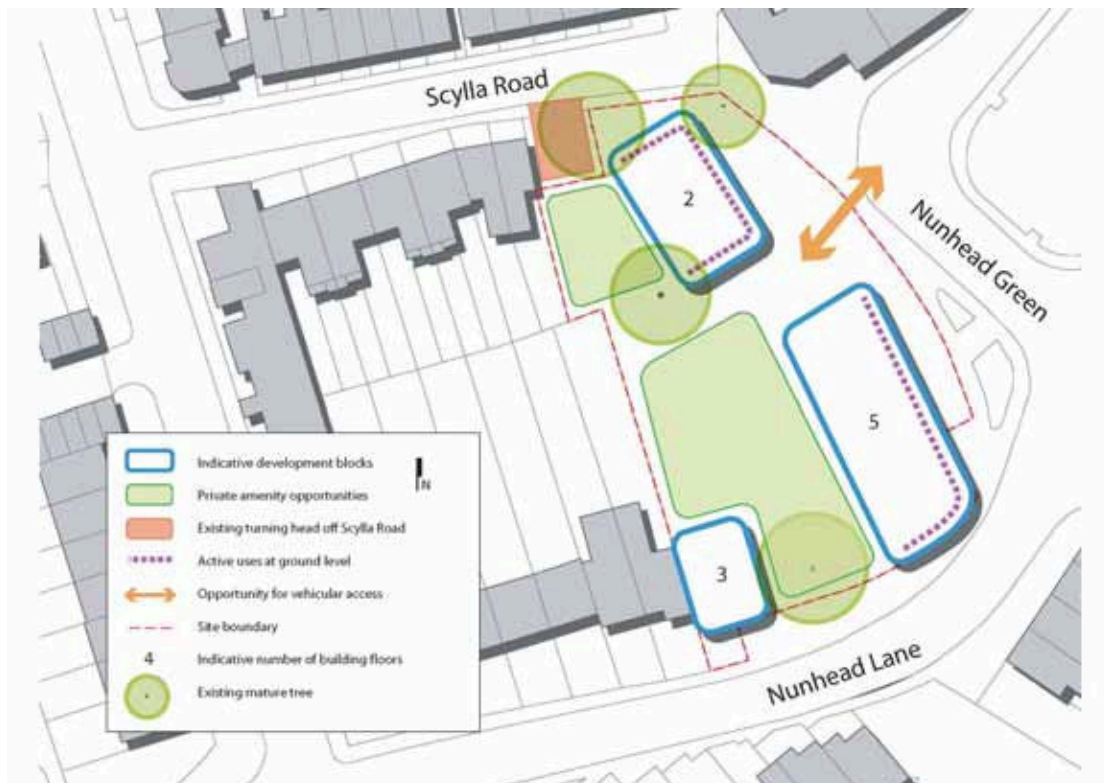 Scylla Road
2
Nunhead Green
5
3
Nunhead Lane
Indicative development blocks
N
Private amenity opportunities
Existing turning head off Scylla Road
Active uses at ground level
Opportunity for vehicular access
Site boundary
4 Indicative number of building floors
Existing mature tree